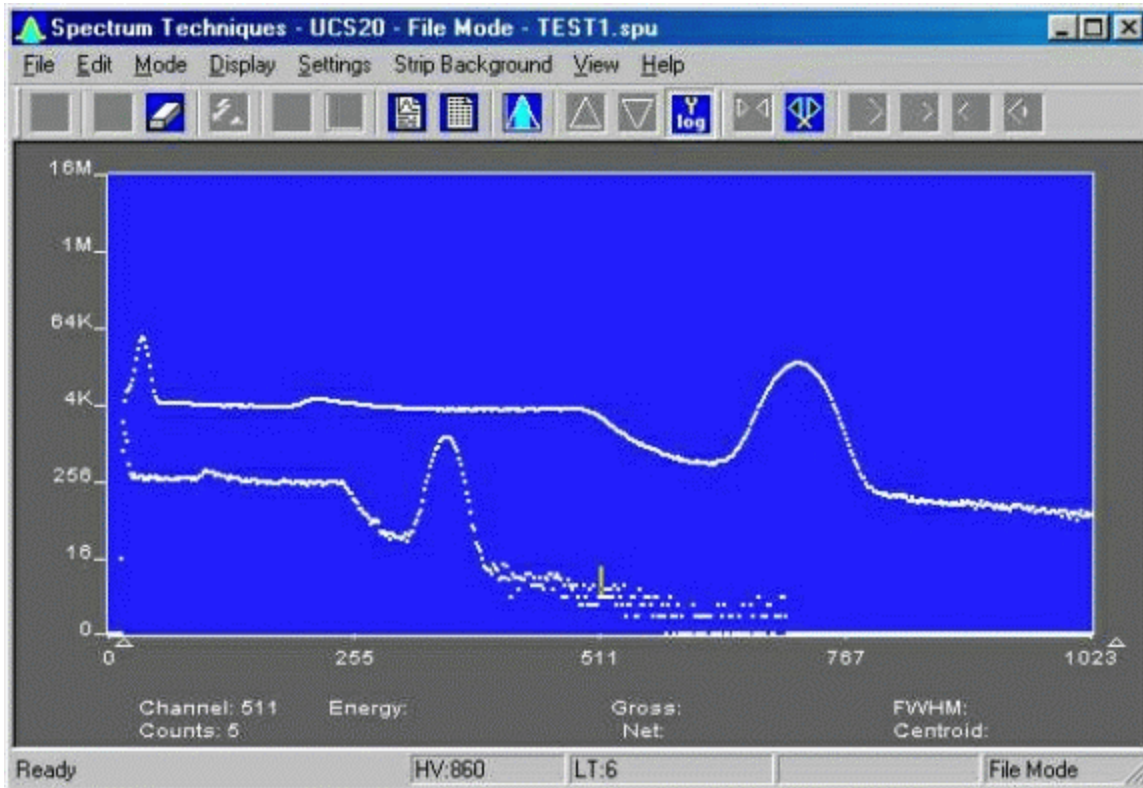 Spectrum Techniques - UCS20 - File Mode - TEST1.spu
File Edit Mode Display Settings Strip Background View Help
Y log
16M
1M
64K
4K
256
16
0
0 255 511 767 1023
Channel: 511 Energy: Gross: FWHM:
Counts: 5 Net: Centroid:
Ready HV:860 LT:6 File Mode